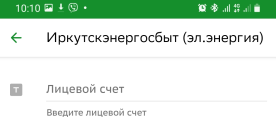 10:10
Иркутскэнергосбыт (эл.энергия)
Лицевой счет
Введите лицевой счет